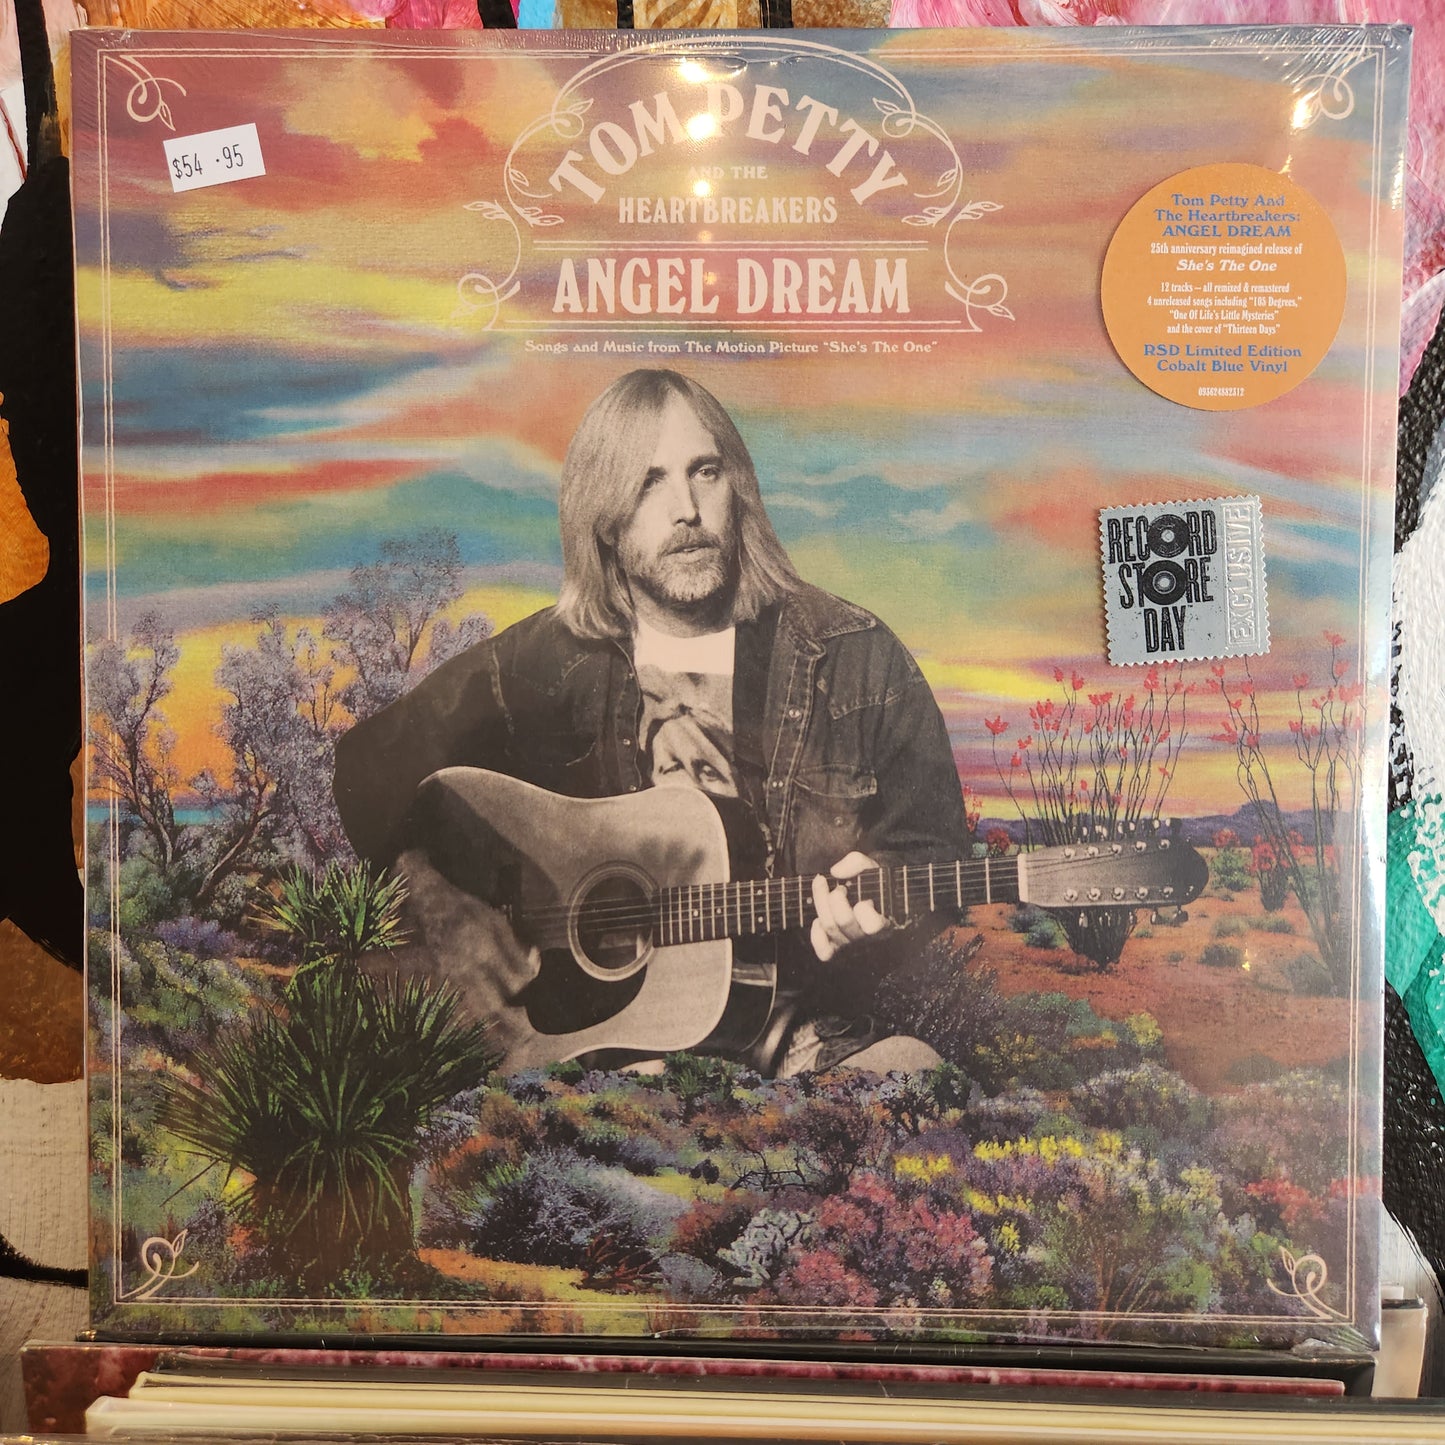 $54.95
TOM PETTY
AND THE
HEARTBREAKERS
ANGEL DREAM
Songs and Music from The Motion Picture "She's The One"
Tom Petty And
The Heartbreakers:
ANGEL DREAM
25th anniversary reimagined release of
She's The One
12 tracks – all remixed & remastered
4 unreleased songs including "105 Degrees,"
"One Of Life's Little Mysteries"
and the cover of "Thirteen Days"
RSD Limited Edition
Cobalt Blue Vinyl
093624882312
RECORD
STORE
DAY
EXCLUSIVE